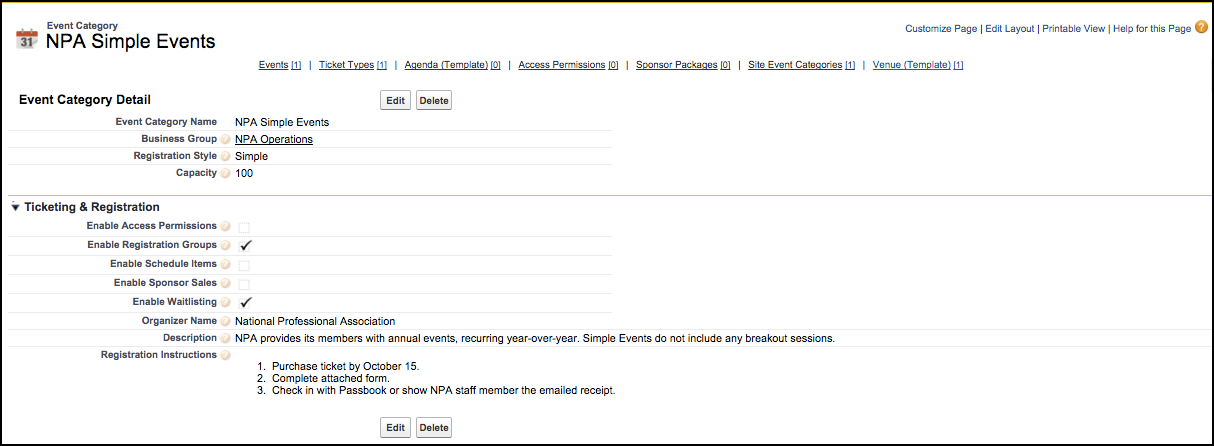 Event Category
NPA Simple Events
31
Customize Page | Edit Layout | Printable View | Help for this Page ?
Events [1] | Ticket Types [1] | Agenda (Template) [0] | Access Permissions [0] | Sponsor Packages [0] | Site Event Categories [1] | Venue (Template) [1]
Event Category Detail Edit Delete
Event Category Name NPA Simple Events
Business Group ? NPA Operations
Registration Style ? Simple
Capacity ? 100
Ticketing & Registration
Enable Access Permissions ?
Enable Registration Groups ?
Enable Schedule Items ?
Enable Sponsor Sales ?
Enable Waitlisting ?
Organizer Name ? National Professional Association
Description ? NPA provides its members with annual events, recurring year-over-year. Simple Events do not include any breakout sessions.
Registration Instructions ?
1. Purchase ticket by October 15.
2. Complete attached form.
3. Check in with Passbook or show NPA staff member the emailed receipt.
Edit Delete